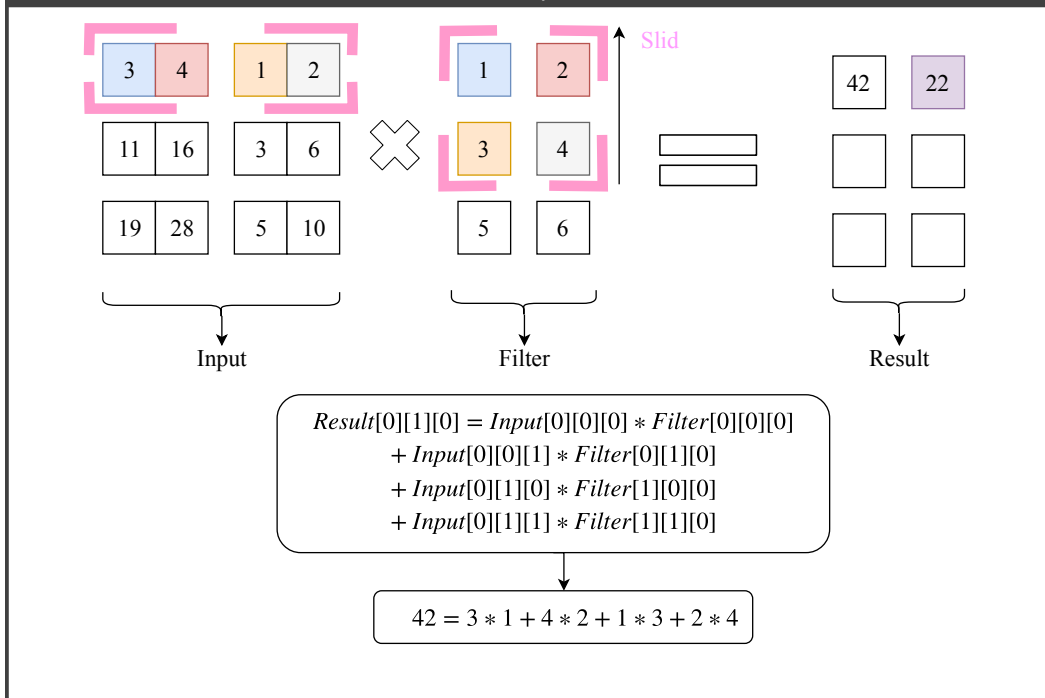 Slid
3 4 1 2 1 2 42 22
11 16 3 6 3 4
19 28 5 10 5 6
Input Filter Result
Result[0][1][0] = Input[0][0][0] ∗ Filter[0][0][0]
+ Input[0][0][1] ∗ Filter[0][1][0]
+ Input[0][1][0] ∗ Filter[1][0][0]
+ Input[0][1][1] ∗ Filter[1][1][0]
42 = 3 ∗ 1 + 4 ∗ 2 + 1 ∗ 3 + 2 ∗ 4